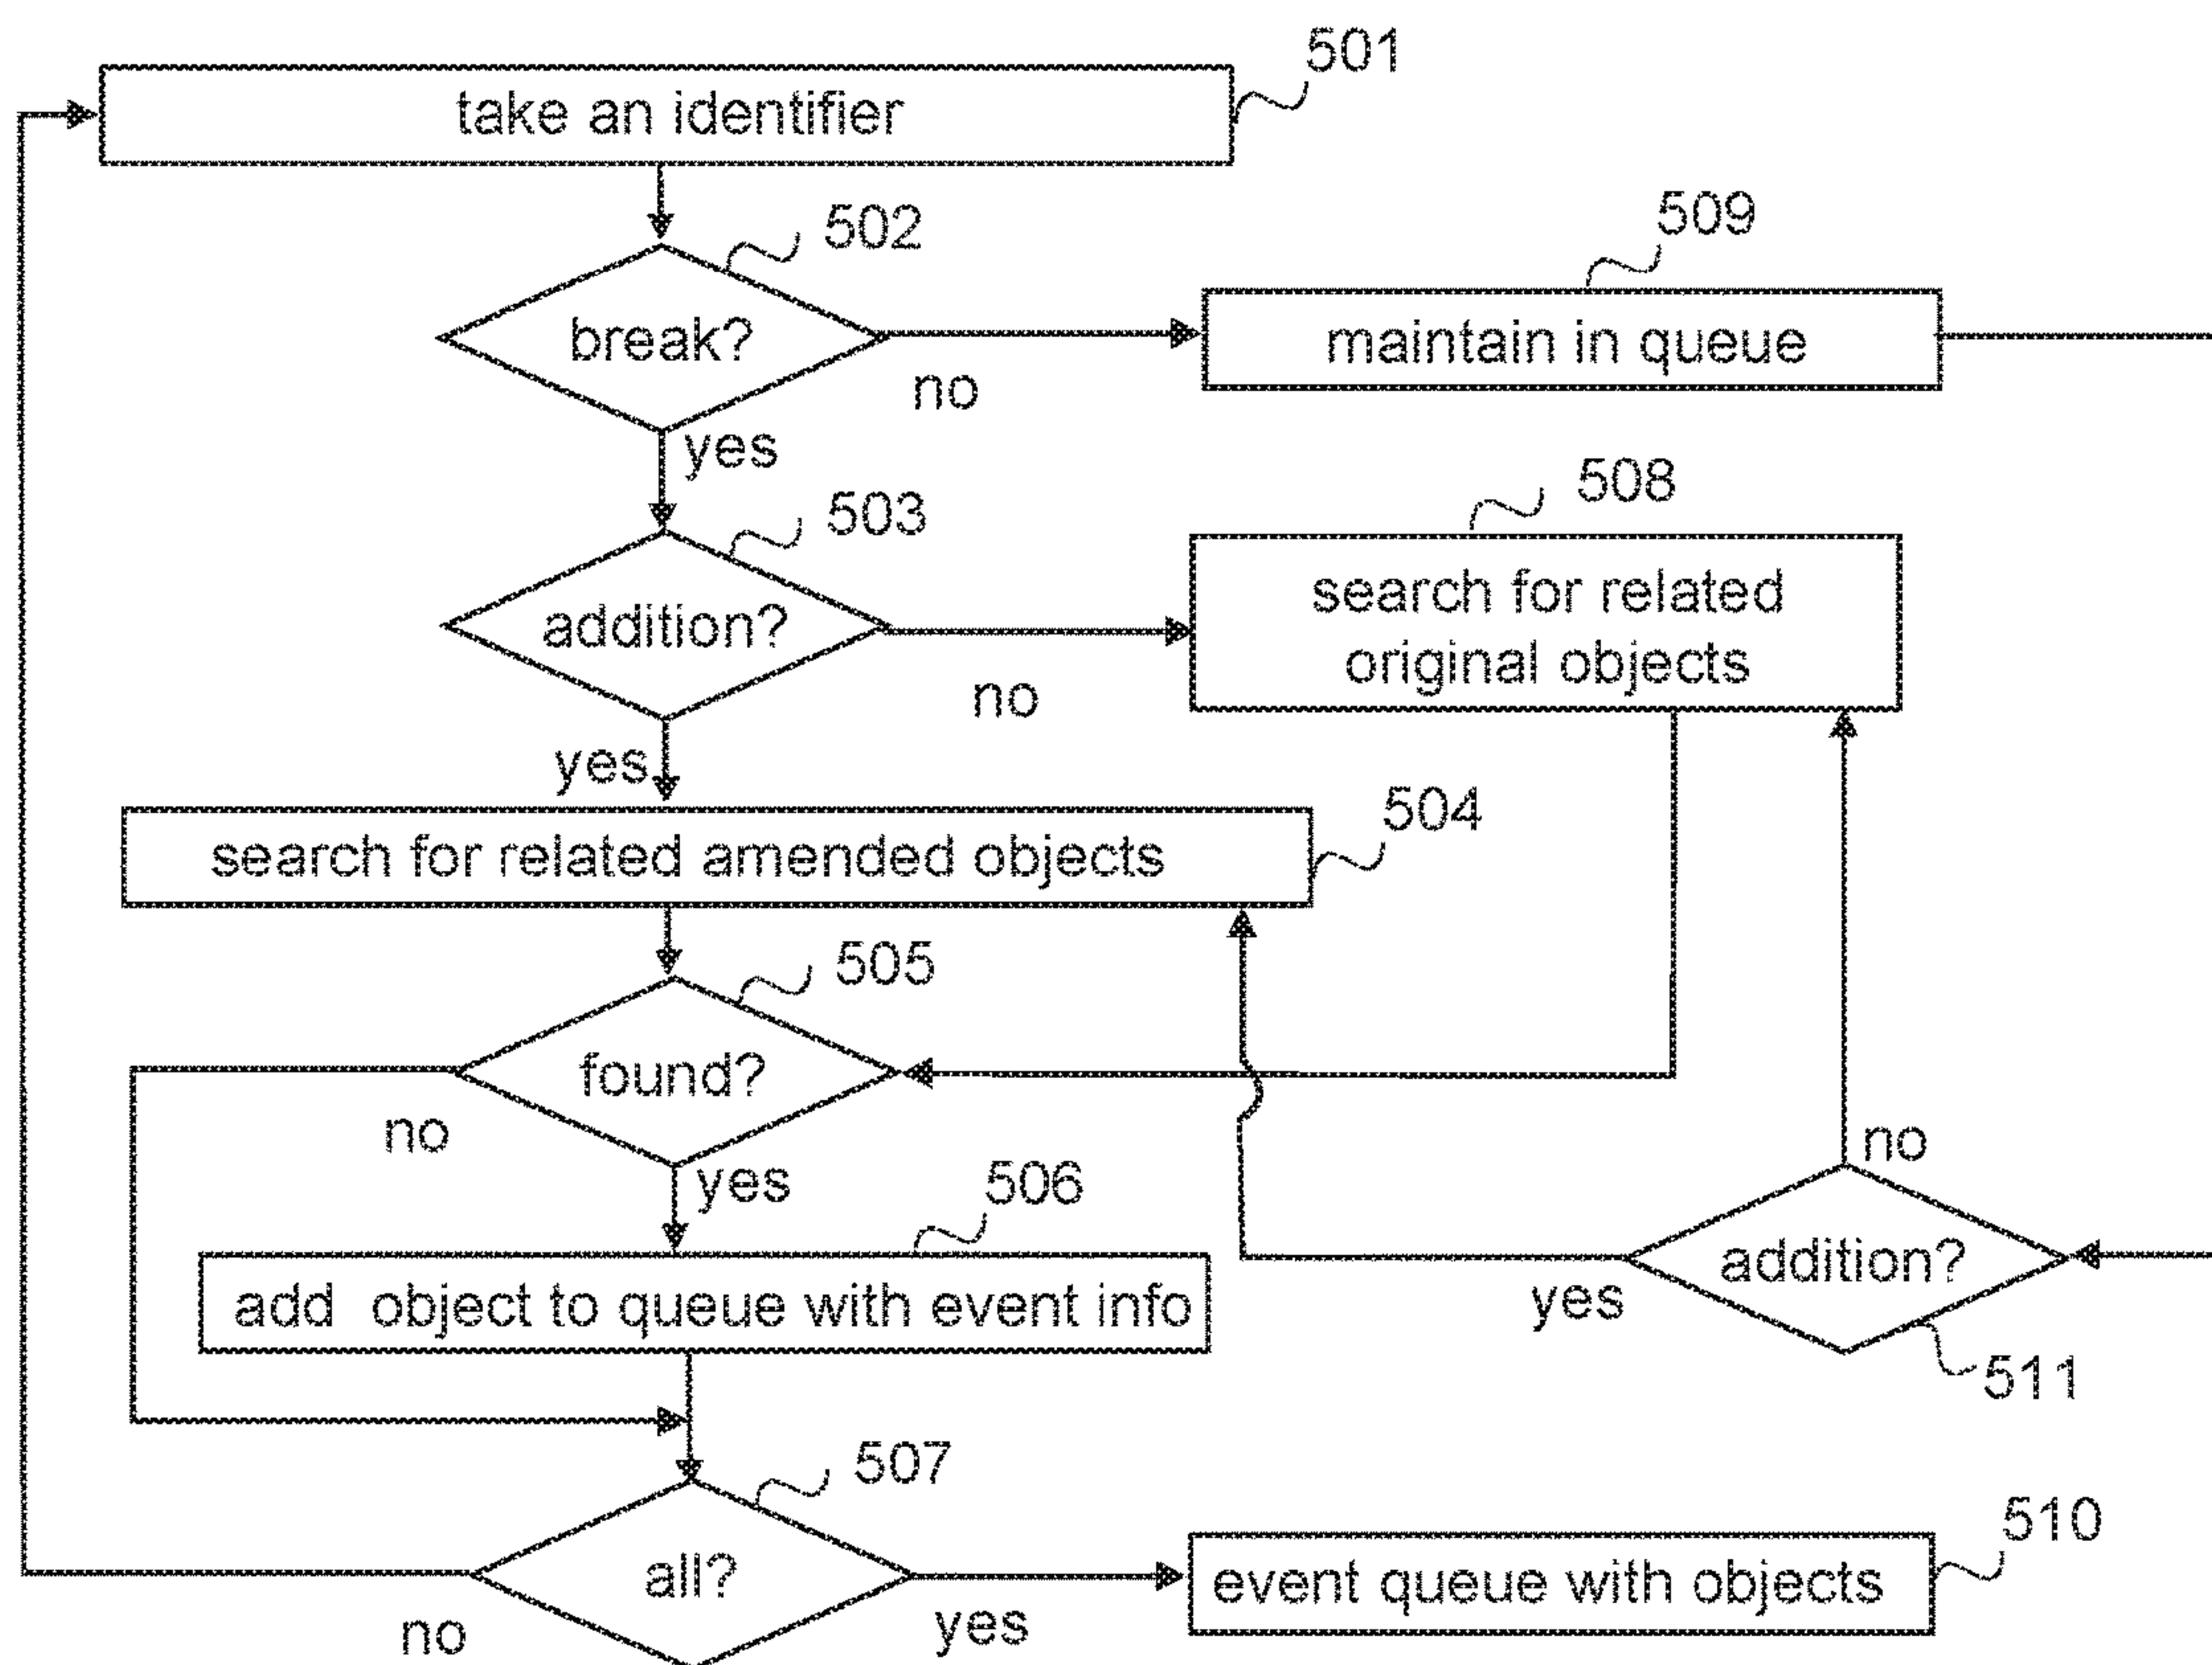 501
take an identifier
502
509
break?
maintain in queue
no
yes
508
503
search for related
original objects
addition?
no
yes
504
search for related amended objects
505
found?
no
no
yes
506
addition?
add object to queue with event info
yes
511
507
510
all?
event queue with objects
no
yes